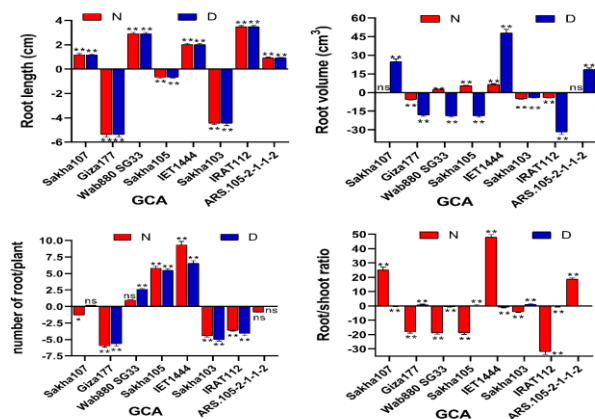 N D
Root length (cm)
4
2
0
-2
-4
-6
** ** ** ** ** ** ** ** ** ** ** ** ** ** ** **
Sakha107
Giza177
Wab880 SG33
Sakha105
IET1444
Sakha103
IRAT112
ARS.105-2-1-1-2
GCA
N D
Root volume (cm3)
60
45
30
15
0
-15
-30
ns ** ** ** ** ** ** ** ** ** ** ** ** ** ns **
Sakha107
Giza177
Wab880 SG33
Sakha105
IET1444
Sakha103
IRAT112
ARS.105-2-1-1-2
GCA
N D
number of root/plant
10.0
7.5
5.0
2.5
0.0
-2.5
-5.0
-7.5
* ns ** ** ns ** ** ** ** ** ** ** ** ** ns ns
Sakha107
Giza177
Wab880 SG33
Sakha105
IET1444
Sakha103
IRAT112
ARS.105-2-1-1-2
GCA
N D
Root/shoot ratio
50
40
30
20
10
0
-10
-20
-30
** ** ** ** ** ** ** ** ** ** ** ** ** ** **
Sakha107
Giza177
Wab880 SG33
Sakha105
IET1444
Sakha103
IRAT112
ARS.105-2-1-1-2
GCA